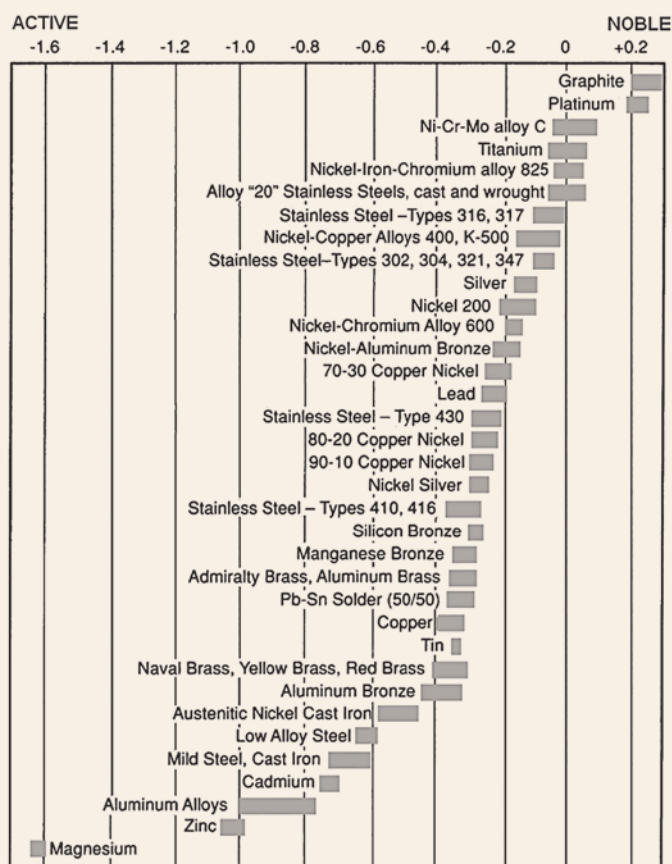 ACTIVE NOBLE
-1.6 -1.4 -1.2 -1.0 -0.8 -0.6 -0.4 -0.2 0 +0.2
Graphite
Platinum
Ni-Cr-Mo alloy C
Titanium
Nickel-Iron-Chromium alloy 825
Alloy “20” Stainless Steels, cast and wrought
Stainless Steel –Types 316, 317
Nickel-Copper Alloys 400, K-500
Stainless Steel–Types 302, 304, 321, 347
Silver
Nickel 200
Nickel-Chromium Alloy 600
Nickel-Aluminum Bronze
70-30 Copper Nickel
Lead
Stainless Steel – Type 430
80-20 Copper Nickel
90-10 Copper Nickel
Nickel Silver
Stainless Steel – Types 410, 416
Silicon Bronze
Manganese Bronze
Admiralty Brass, Aluminum Brass
Pb-Sn Solder (50/50)
Copper
Tin
Naval Brass, Yellow Brass, Red Brass
Aluminum Bronze
Austenitic Nickel Cast Iron
Low Alloy Steel
Mild Steel, Cast Iron
Cadmium
Aluminum Alloys
Zinc
Magnesium